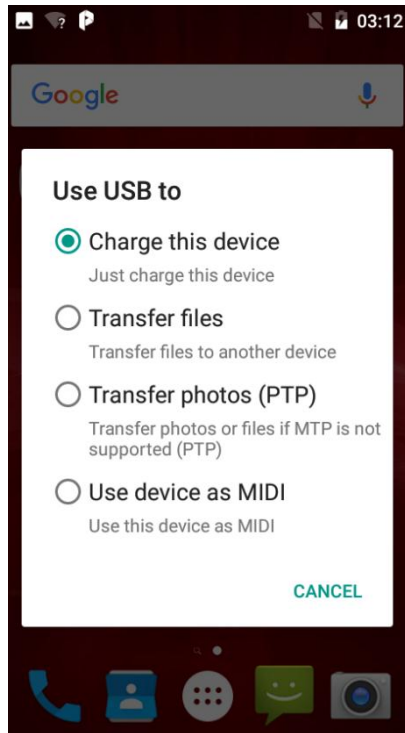 03:12
Google
Use USB to
Charge this device
Just charge this device
Transfer files
Transfer files to another device
Transfer photos (PTP)
Transfer photos or files if MTP is not
supported (PTP)
Use device as MIDI
Use this device as MIDI
CANCEL